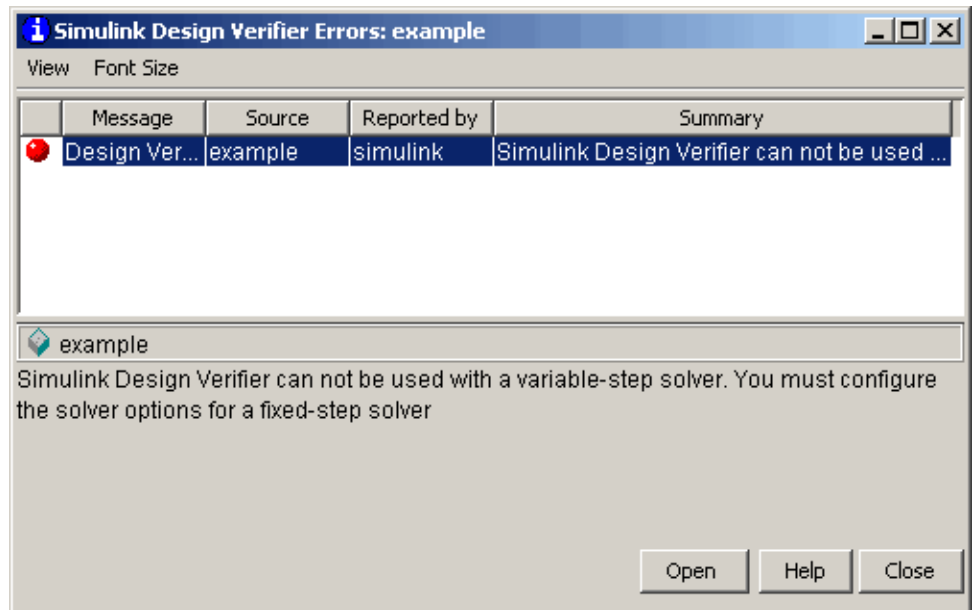 Simulink Design Verifier Errors: example
View Font Size
Message Source Reported by Summary
Design Ver... example simulink Simulink Design Verifier can not be used ...
example
Simulink Design Verifier can not be used with a variable-step solver. You must configure
the solver options for a fixed-step solver
Open Help Close